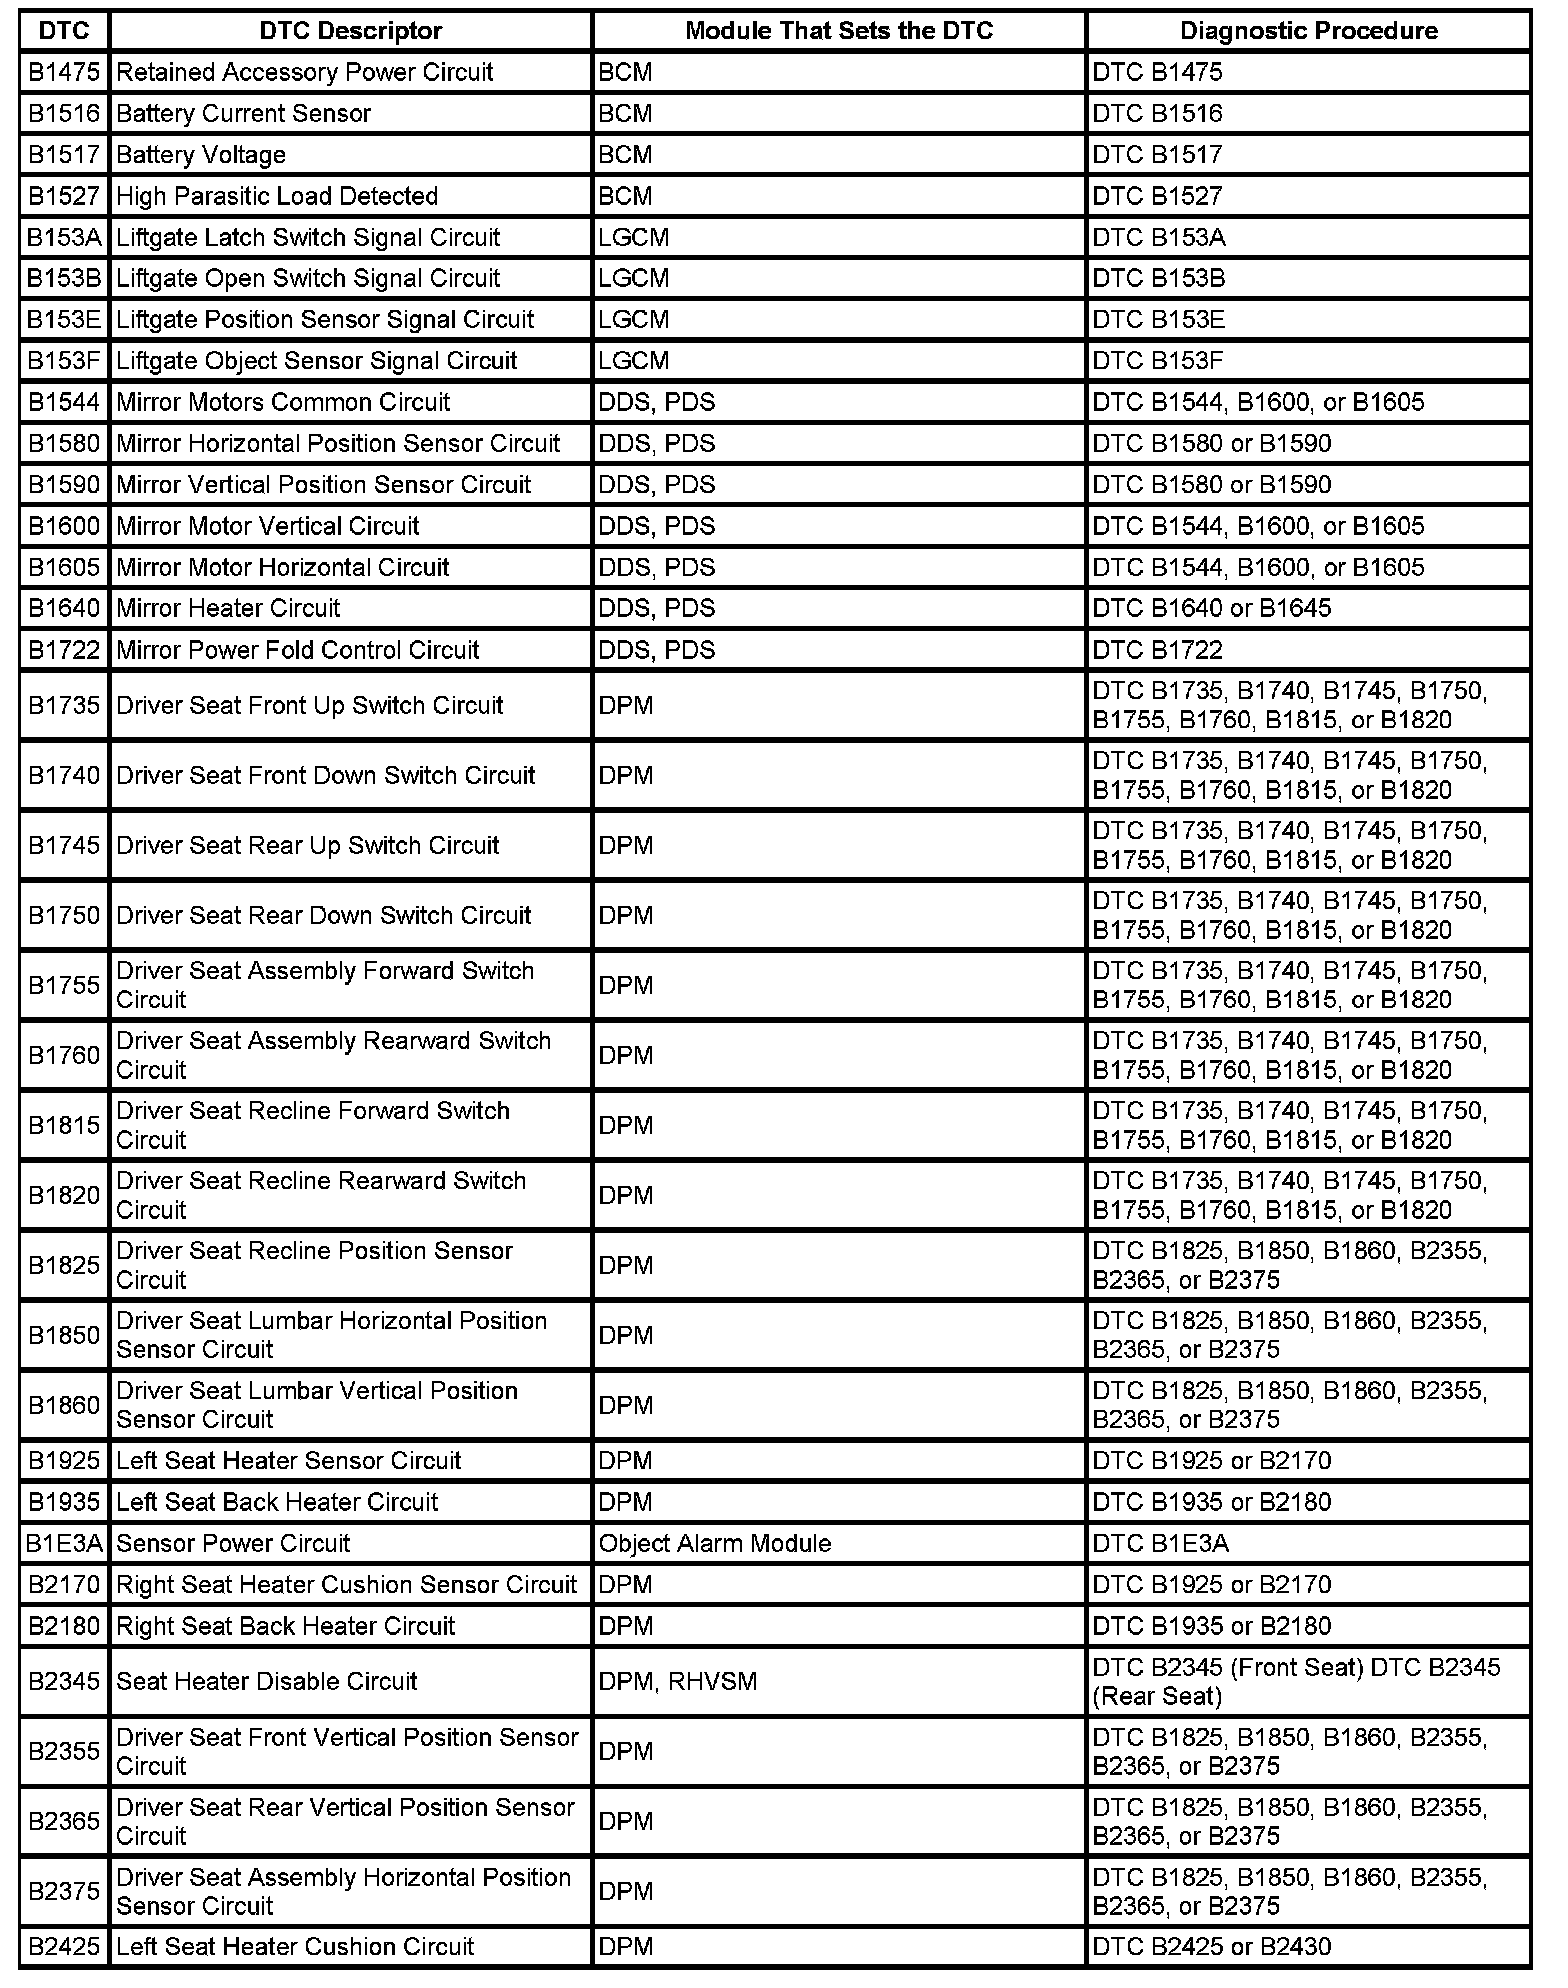 DTC DTC Descriptor Module That Sets the DTC Diagnostic Procedure
B1475 Retained Accessory Power Circuit BCM DTC B1475
B1516 Battery Current Sensor BCM DTC B1516
B1517 Battery Voltage BCM DTC B1517
B1527 High Parasitic Load Detected BCM DTC B1527
B153A Liftgate Latch Switch Signal Circuit LGCM DTC B153A
B153B Liftgate Open Switch Signal Circuit LGCM DTC B153B
B153E Liftgate Position Sensor Signal Circuit LGCM DTC B153E
B153F Liftgate Object Sensor Signal Circuit LGCM DTC B153F
B1544 Mirror Motors Common Circuit DDS, PDS DTC B1544, B1600, or B1605
B1580 Mirror Horizontal Position Sensor Circuit DDS, PDS DTC B1580 or B1590
B1590 Mirror Vertical Position Sensor Circuit DDS, PDS DTC B1580 or B1590
B1600 Mirror Motor Vertical Circuit DDS, PDS DTC B1544, B1600, or B1605
B1605 Mirror Motor Horizontal Circuit DDS, PDS DTC B1544, B1600, or B1605
B1640 Mirror Heater Circuit DDS, PDS DTC B1640 or B1645
B1722 Mirror Power Fold Control Circuit DDS, PDS DTC B1722
B1735 Driver Seat Front Up Switch Circuit DPM DTC B1735, B1740, B1745, B1750,
B1755, B1760, B1815, or B1820
B1740 Driver Seat Front Down Switch Circuit DPM DTC B1735, B1740, B1745, B1750,
B1755, B1760, B1815, or B1820
B1745 Driver Seat Rear Up Switch Circuit DPM DTC B1735, B1740, B1745, B1750,
B1755, B1760, B1815, or B1820
B1750 Driver Seat Rear Down Switch Circuit DPM DTC B1735, B1740, B1745, B1750,
B1755, B1760, B1815, or B1820
B1755 Driver Seat Assembly Forward Switch
Circuit DPM DTC B1735, B1740, B1745, B1750,
B1755, B1760, B1815, or B1820
B1760 Driver Seat Assembly Rearward Switch
Circuit DPM DTC B1735, B1740, B1745, B1750,
B1755, B1760, B1815, or B1820
B1815 Driver Seat Recline Forward Switch
Circuit DPM DTC B1735, B1740, B1745, B1750,
B1755, B1760, B1815, or B1820
B1820 Driver Seat Recline Rearward Switch
Circuit DPM DTC B1735, B1740, B1745, B1750,
B1755, B1760, B1815, or B1820
B1825 Driver Seat Recline Position Sensor
Circuit DPM DTC B1825, B1850, B1860, B2355,
B2365, or B2375
B1850 Driver Seat Lumbar Horizontal Position
Sensor Circuit DPM DTC B1825, B1850, B1860, B2355,
B2365, or B2375
B1860 Driver Seat Lumbar Vertical Position
Sensor Circuit DPM DTC B1825, B1850, B1860, B2355,
B2365, or B2375
B1925 Left Seat Heater Sensor Circuit DPM DTC B1925 or B2170
B1935 Left Seat Back Heater Circuit DPM DTC B1935 or B2180
B1E3A Sensor Power Circuit Object Alarm Module DTC B1E3A
B2170 Right Seat Heater Cushion Sensor Circuit DPM DTC B1925 or B2170
B2180 Right Seat Back Heater Circuit DPM DTC B1935 or B2180
B2345 Seat Heater Disable Circuit DPM, RHVSM DTC B2345 (Front Seat) DTC B2345
(Rear Seat)
B2355 Driver Seat Front Vertical Position Sensor
Circuit DPM DTC B1825, B1850, B1860, B2355,
B2365, or B2375
B2365 Driver Seat Rear Vertical Position Sensor
Circuit DPM DTC B1825, B1850, B1860, B2355,
B2365, or B2375
B2375 Driver Seat Assembly Horizontal Position
Sensor Circuit DPM DTC B1825, B1850, B1860, B2355,
B2365, or B2375
B2425 Left Seat Heater Cushion Circuit DPM DTC B2425 or B2430